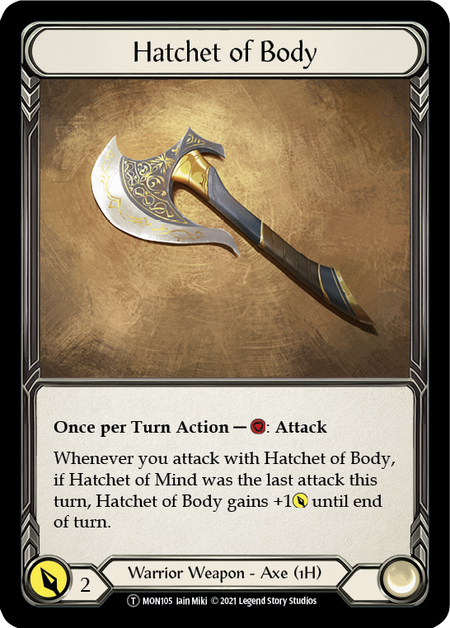 Hatchet of Body
Once per Turn Action — : Attack
Whenever you attack with Hatchet of Body,
if Hatchet of Mind was the last attack this
turn, Hatchet of Body gains +1 until end
of turn.
2
Warrior Weapon - Axe (1H)
T MON105 Iain Miki © 2021 Legend Story Studios